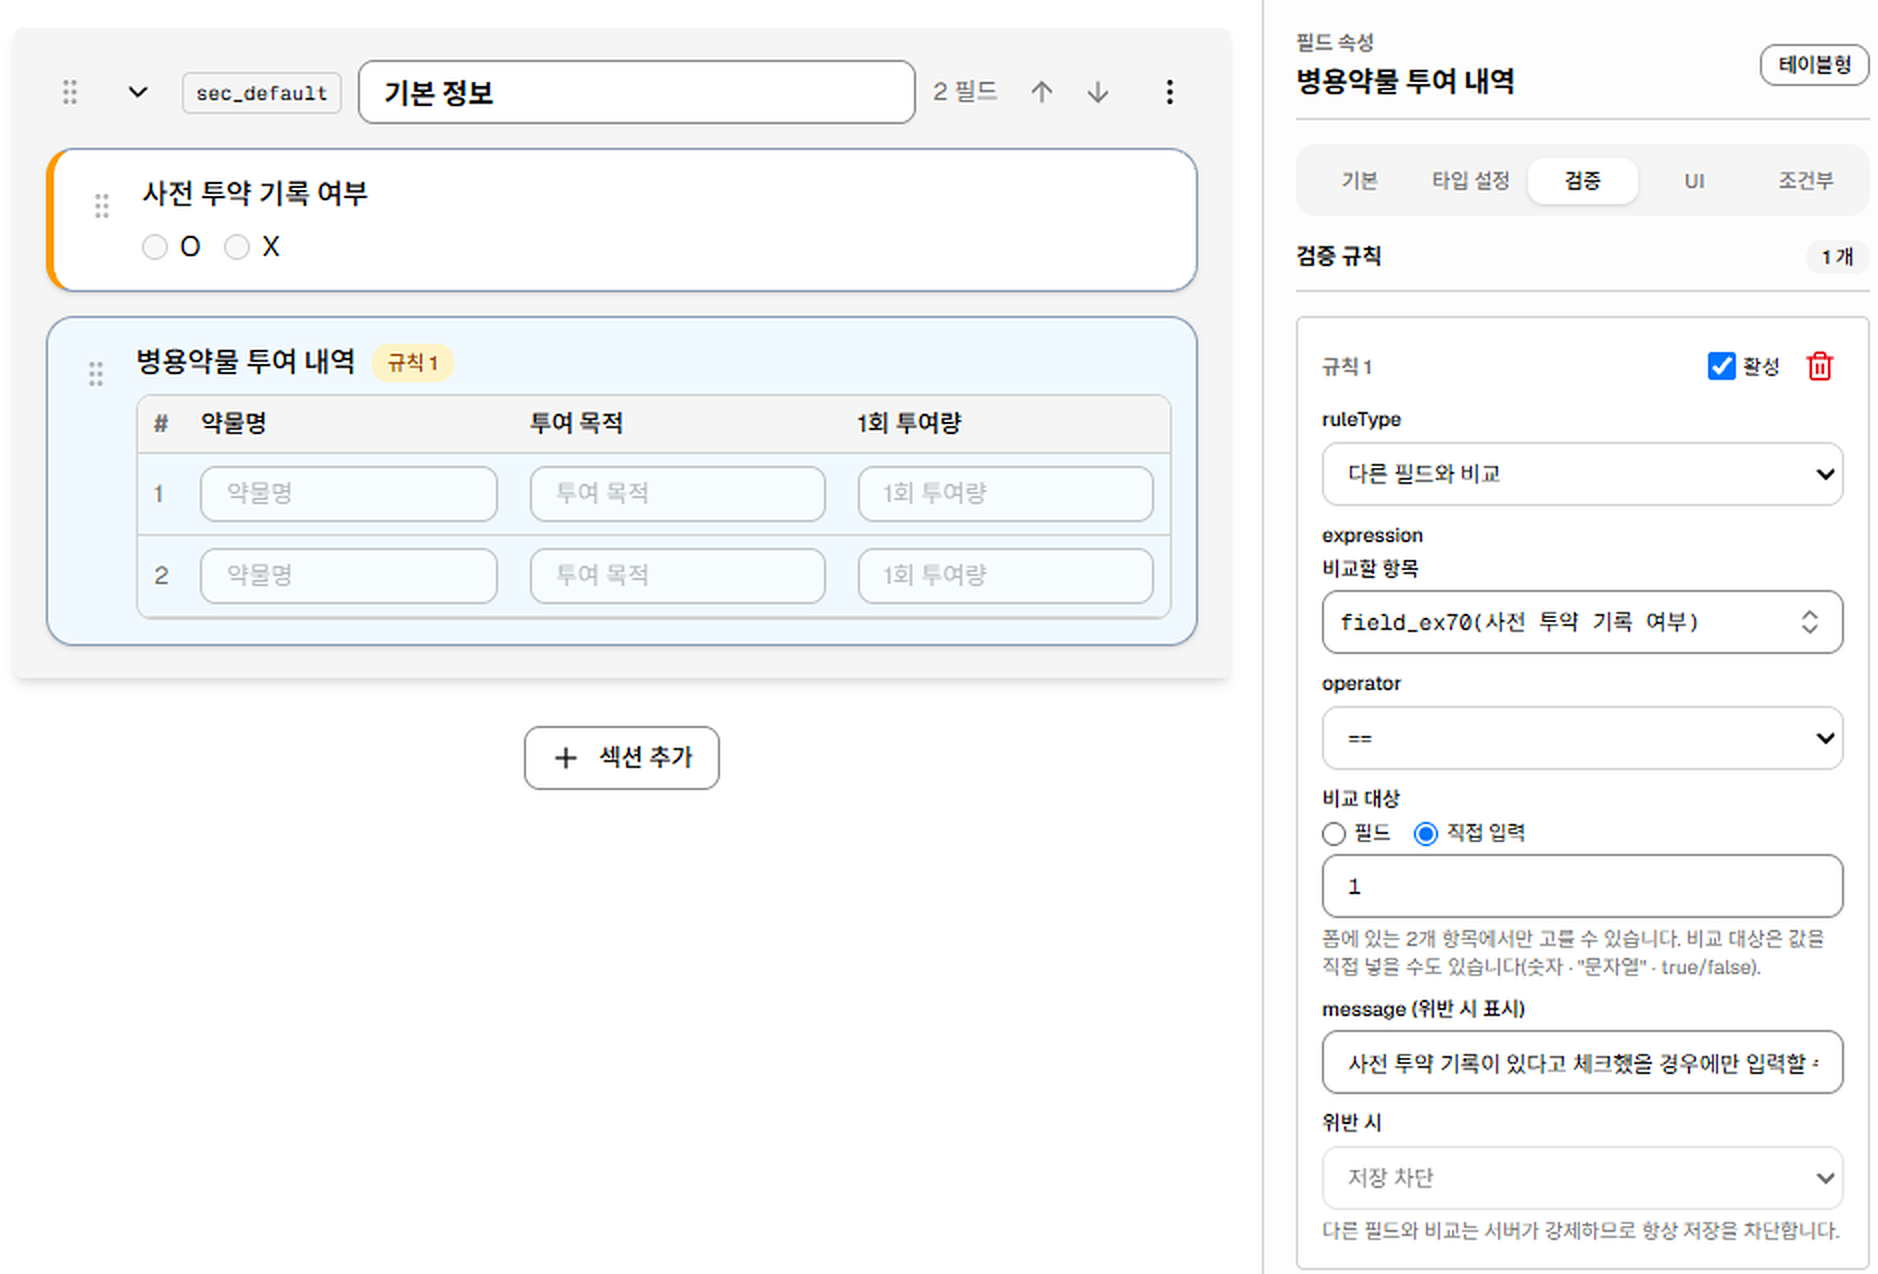 sec_default
기본 정보
2 필드
사전 투약 기록 여부
O X
병용약물 투여 내역 규칙 1
# 약물명 투여 목적 1회 투여량
1 약물명 투여 목적 1회 투여량
2 약물명 투여 목적 1회 투여량
+ 섹션 추가
필드 속성
병용약물 투여 내역
테이블형
기본 타입 설정 검증 UI 조건부
검증 규칙 1 개
규칙 1 활성
ruleType
다른 필드와 비교
expression
비교할 항목
field_ex70(사전 투약 기록 여부)
operator
==
비교 대상
필드 직접 입력
1
폼에 있는 2개 항목에서만 고를 수 있습니다. 비교 대상은 값을
직접 넣을 수도 있습니다(숫자 · "문자열" · true/false).
message (위반 시 표시)
사전 투약 기록이 있다고 체크했을 경우에만 입력할
위반 시
저장 차단
다른 필드와 비교는 서버가 강제하므로 항상 저장을 차단합니다.